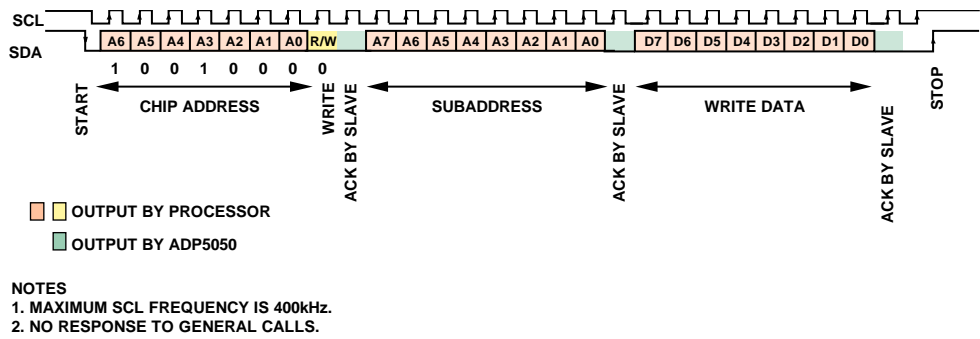 SCL
SDA
A6 A5 A4 A3 A2 A1 A0 R/W A7 A6 A5 A4 A3 A2 A1 A0 D7 D6 D5 D4 D3 D2 D1 D0
1 0 0 1 0 0 0 0
START
CHIP ADDRESS
WRITE
ACK BY SLAVE
SUBADDRESS
ACK BY SLAVE
WRITE DATA
ACK BY SLAVE
STOP
OUTPUT BY PROCESSOR
OUTPUT BY ADP5050
NOTES
1. MAXIMUM SCL FREQUENCY IS 400kHz.
2. NO RESPONSE TO GENERAL CALLS.